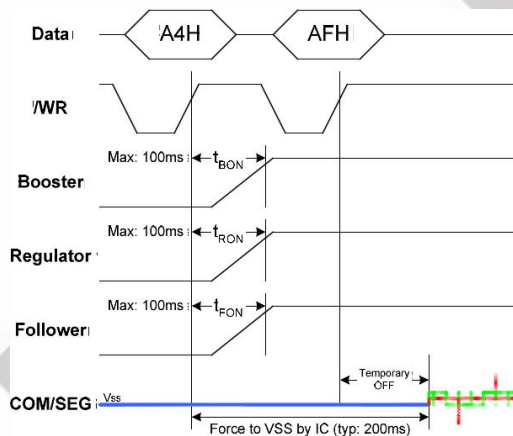 Data
A4H
AFH
/WR
Max: 100ms
tBON
Booster
Max: 100ms
tRON
Regulator
Max: 100ms
tFON
Follower
Temporary
OFF
COM/SEG
Vss
Force to VSS by IC (typ: 200ms)